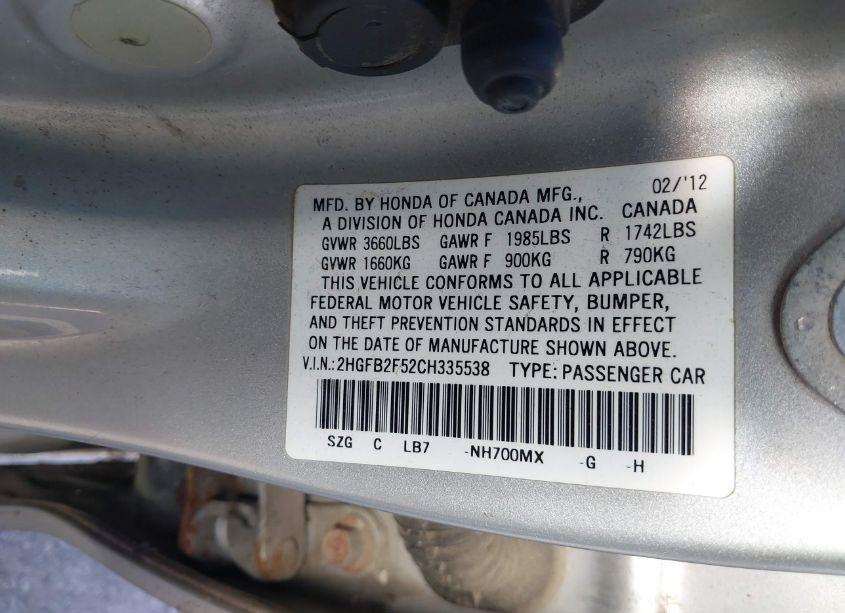 MFD. BY HONDA OF CANADA MFG., 02/'12
A DIVISION OF HONDA CANADA INC. CANADA
GVWR 3660LBS GAWR F 1985LBS R 1742LBS
GVWR 1660KG GAWR F 900KG R 790KG
THIS VEHICLE CONFORMS TO ALL APPLICABLE
FEDERAL MOTOR VEHICLE SAFETY, BUMPER,
AND THEFT PREVENTION STANDARDS IN EFFECT
ON THE DATE OF MANUFACTURE SHOWN ABOVE.
V.I.N.:2HGFB2F52CH335538 TYPE:PASSENGER CAR
SZG C LB7 -NH700MX -G -H